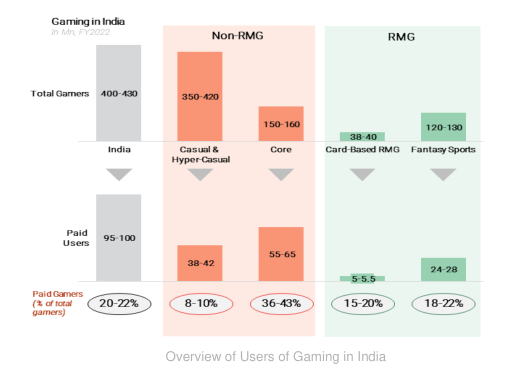 Gaming in India
In Mn, FY2022
Non-RMG
RMG
Total Gamers
400-430
350-420
150-160
38-40
120-130
India
Casual &
Hyper-Casual
Core
Card-Based RMG
Fantasy Sports
Paid
Users
95-100
38-42
55-65
5-5.5
24-28
Paid Gamers
(% of total
gamers)
20-22%
8-10%
36-43%
15-20%
18-22%
Overview of Users of Gaming in India